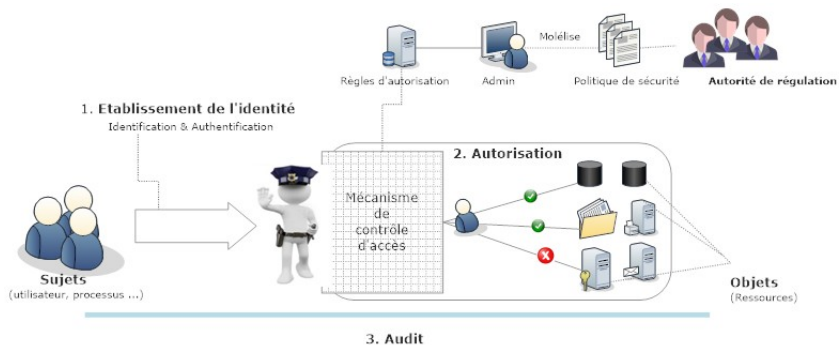 Molélise
Règles d'autorisation
Admin
Politique de sécurité
Autorité de régulation
1. Etablissement de l'identité
Identification & Authentification
2. Autorisation
Mécanisme
de
contrôle
d'accès
Sujets
(utilisateur, processus ...)
Objets
(Ressources)
3. Audit